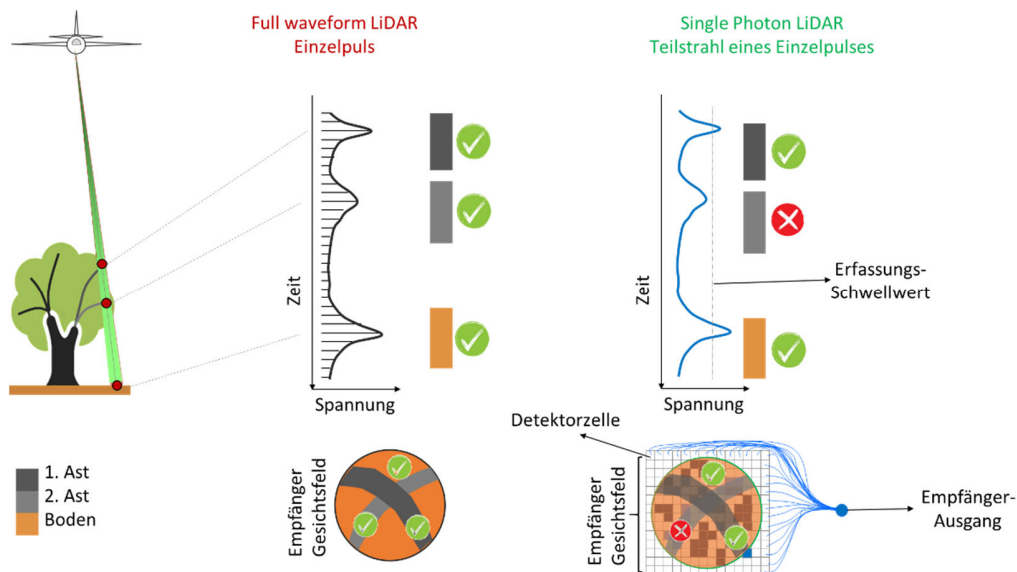 Full waveform LiDAR
Einzelpuls
Single Photon LiDAR
Teilstrahl eines Einzelpulses
Zeit
Spannung
Zeit
Spannung
Erfassungs-
Schwellwert
Detektorzelle
1. Ast
2. Ast
Boden
Empfänger
Gesichtsfeld
Empfänger
Gesichtsfeld
Empfänger-
Ausgang